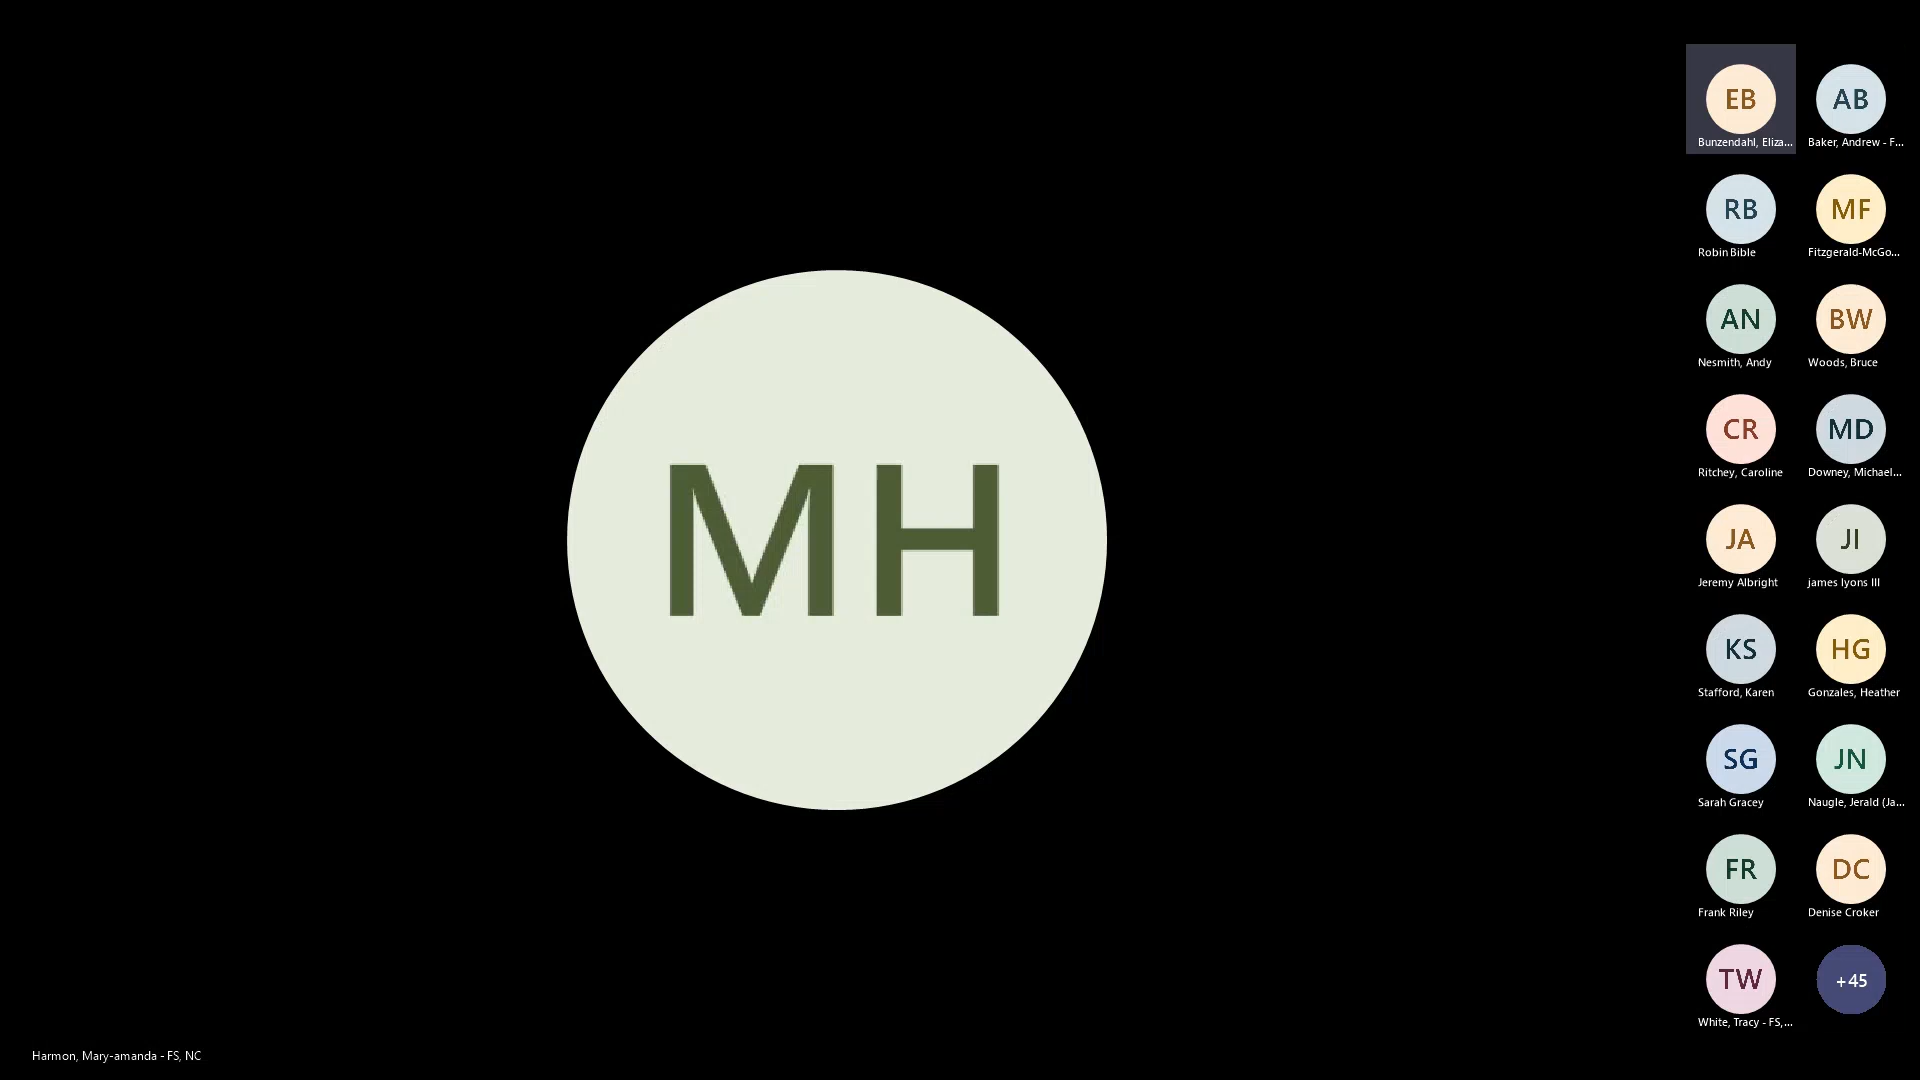 EB
AB
Bunzendahl, Eliza...
Baker, Andrew - F...
RB
MF
Robin Bible
Fitzgerald-McGo...
AN
BW
Nesmith, Andy
Woods, Bruce
CR
MD
Ritchey, Caroline
Downey, Michael...
MH
JA
JI
Jeremy Albright
james lyons III
KS
HG
Stafford, Karen
Gonzales, Heather
SG
JN
Sarah Gracey
Naugle, Jerald (Ja...
FR
DC
Frank Riley
Denise Croker
TW
+45
White, Tracy - FS,...
Harmon, Mary-amanda - FS, NC